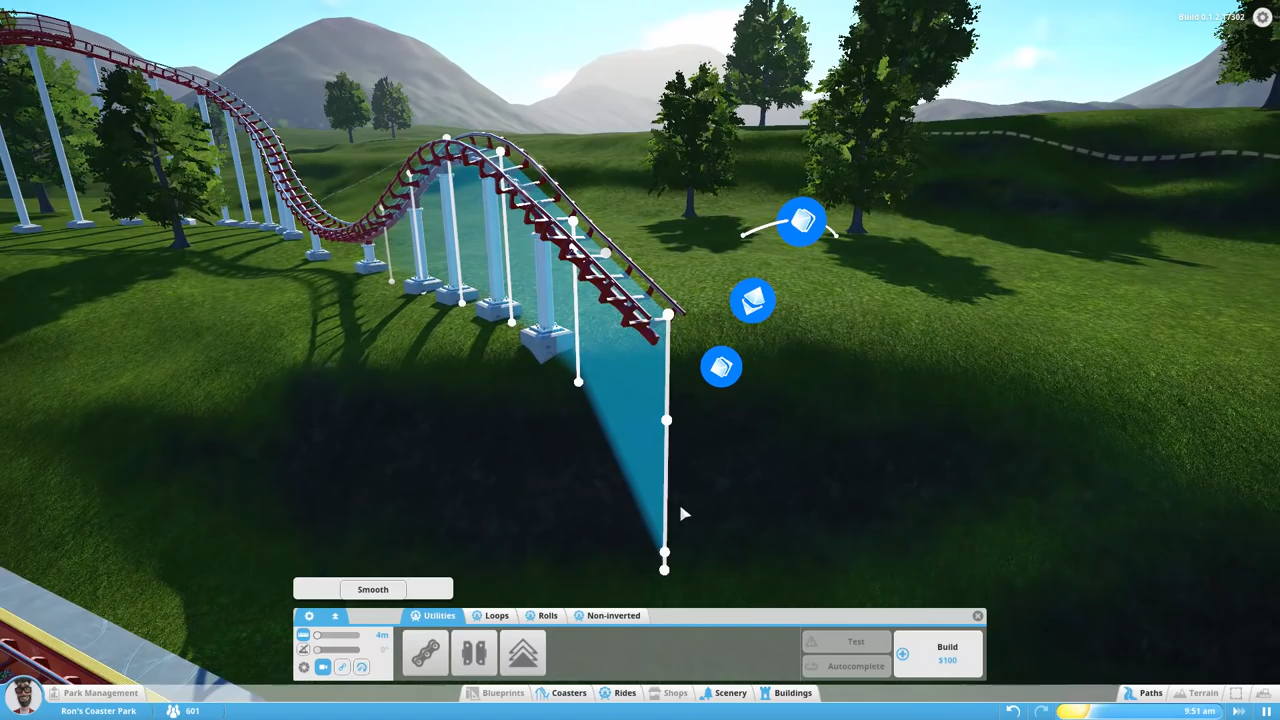 Build 0.1.2.17302
Smooth
Utilities
Loops
Rolls
Non-inverted
4m
0°
Test
Autocomplete
Build
$100
Park Management
Blueprints
Coasters
Rides
Shops
Scenery
Buildings
Paths
Terrain
Ron's Coaster Park
601
9:51 am